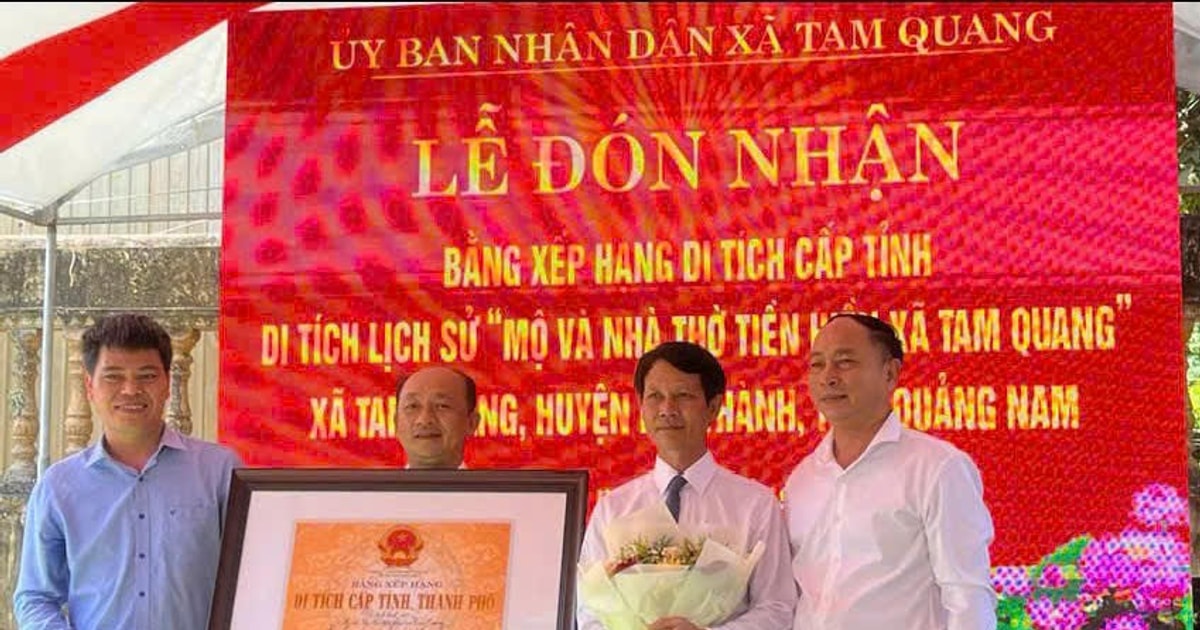 ỦY BAN NHÂN DÂN XÃ TAM QUANG
LỄ ĐÓN NHẬN
BẰNG XẾP HẠNG DI TÍCH CẤP TỈNH
DI TÍCH LỊCH SỬ "MỘ VÀ NHÀ THỜ TIỀN XÃ TAM QUANG"
XÃ HUYỆN QUẢNG NAM
BẰNG XẾP HẠNG
DI TÍCH CẤP TỈNH, THÀNH PHỐ